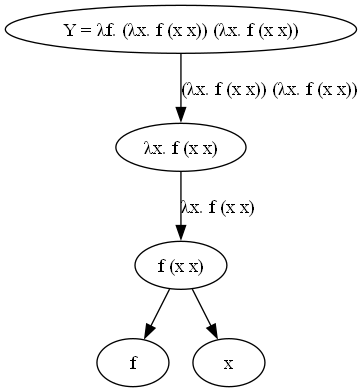 Y = λf. (λx. f (x x)) (λx. f (x x))
(λx. f (x x)) (λx. f (x x))
λx. f (x x)
λx. f (x x)
f (x x)
f
x